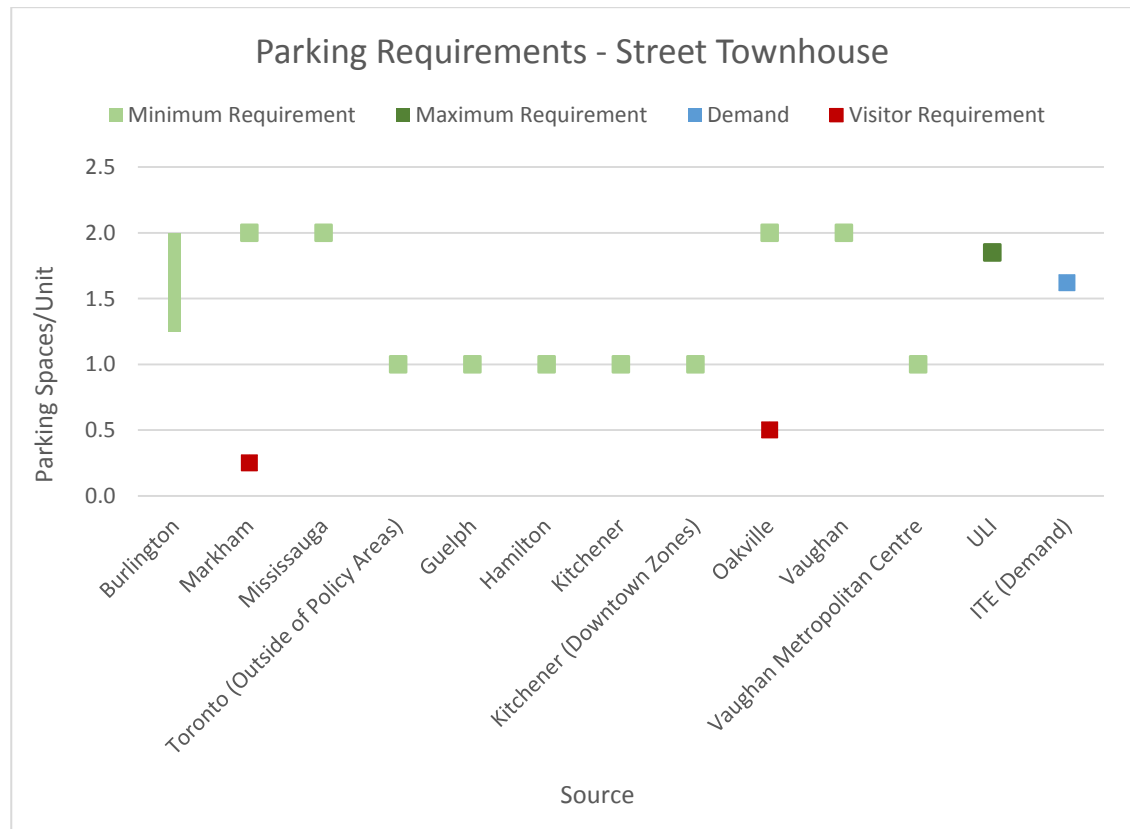 Parking Requirements - Street Townhouse
Minimum Requirement Maximum Requirement Demand Visitor Requirement
2.5
2.0
1.5
1.0
0.5
0.0
Parking Spaces/Unit
Burlington
Markham
Mississauga
Toronto (Outside of Policy Areas)
Guelph
Hamilton
Kitchener
Kitchener (Downtown Zones)
Oakville
Vaughan
Vaughan Metropolitan Centre
ULI
ITE (Demand)
Source